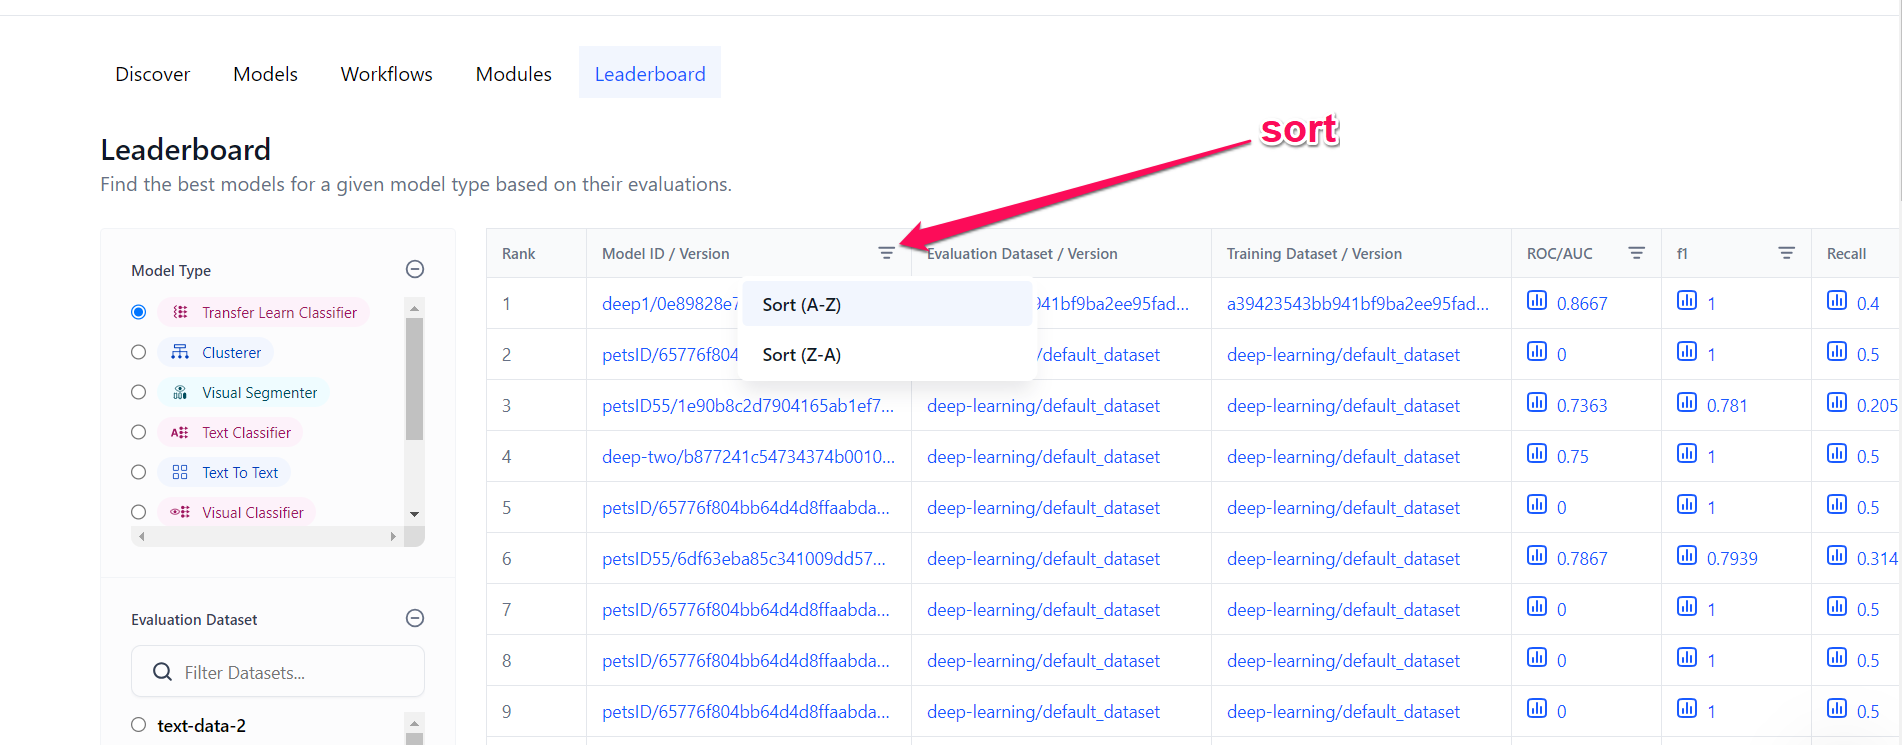 Discover Models Workflows Modules Leaderboard
sort
Leaderboard
Find the best models for a given model type based on their evaluations.
Model Type
Transfer Learn Classifier
Clusterer
Visual Segmenter
Text Classifier
Text To Text
Visual Classifier
Evaluation Dataset
Filter Datasets...
text-data-2
Rank Model ID / Version Evaluation Dataset / Version Training Dataset / Version ROC/AUC f1 Recall
1 deep1/0e89828e7 941bf9ba2ee95fad... a39423543bb941bf9ba2ee95fad... 0.8667 1 0.4
Sort (A-Z)
2 petsID/65776f804 /default_dataset deep-learning/default_dataset 0 1 0.5
Sort (Z-A)
3 petsID55/1e90b8c2d7904165ab1ef7... deep-learning/default_dataset deep-learning/default_dataset 0.7363 0.781 0.205
4 deep-two/b877241c54734374b0010... deep-learning/default_dataset deep-learning/default_dataset 0.75 1 0.5
5 petsID/65776f804bb64d4d8ffaabda... deep-learning/default_dataset deep-learning/default_dataset 0 1 0.5
6 petsID55/6df63eba85c341009dd57... deep-learning/default_dataset deep-learning/default_dataset 0.7867 0.7939 0.314
7 petsID/65776f804bb64d4d8ffaabda... deep-learning/default_dataset deep-learning/default_dataset 0 1 0.5
8 petsID/65776f804bb64d4d8ffaabda... deep-learning/default_dataset deep-learning/default_dataset 0 1 0.5
9 petsID/65776f804bb64d4d8ffaabda... deep-learning/default_dataset deep-learning/default_dataset 0 1 0.5